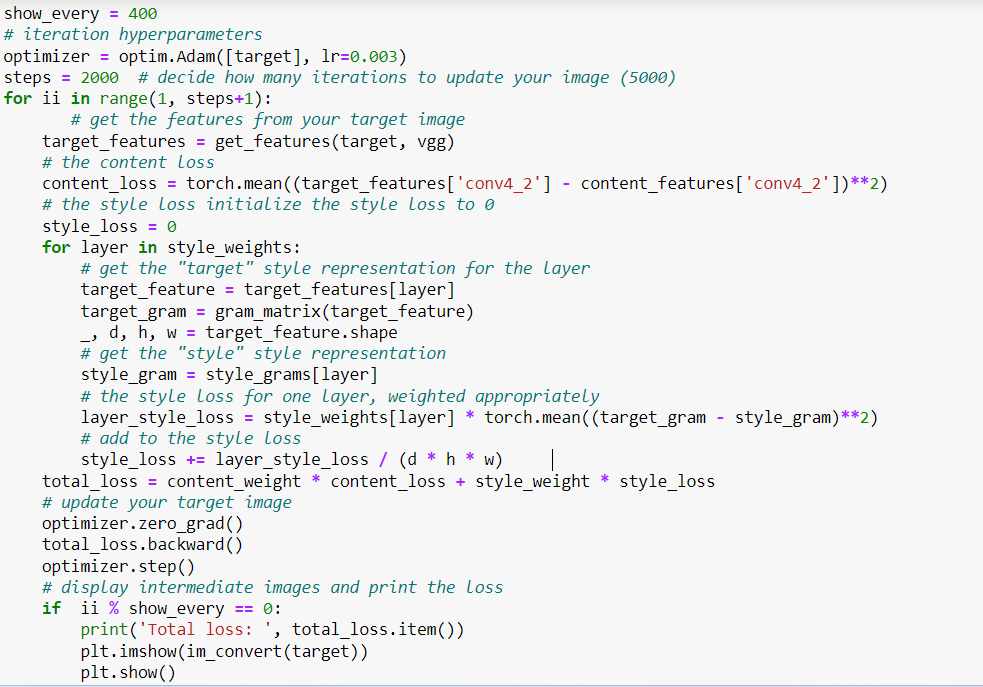 show_every = 400
# iteration hyperparameters
optimizer = optim.Adam([target], lr=0.003)
steps = 2000  # decide how many iterations to update your image (5000)
for ii in range(1, steps+1):
       # get the features from your target image
    target_features = get_features(target, vgg)
    # the content loss
    content_loss = torch.mean((target_features['conv4_2'] - content_features['conv4_2'])**2)
    # the style loss initialize the style loss to 0
    style_loss = 0
    for layer in style_weights:
        # get the "target" style representation for the layer
        target_feature = target_features[layer]
        target_gram = gram_matrix(target_feature)
        _, d, h, w = target_feature.shape
        # get the "style" style representation
        style_gram = style_grams[layer]
        # the style loss for one layer, weighted appropriately
        layer_style_loss = style_weights[layer] * torch.mean((target_gram - style_gram)**2)
        # add to the style loss
        style_loss += layer_style_loss / (d * h * w)
    total_loss = content_weight * content_loss + style_weight * style_loss
    # update your target image
    optimizer.zero_grad()
    total_loss.backward()
    optimizer.step()
    # display intermediate images and print the loss
    if  ii % show_every == 0:
        print('Total loss: ', total_loss.item())
        plt.imshow(im_convert(target))
        plt.show()